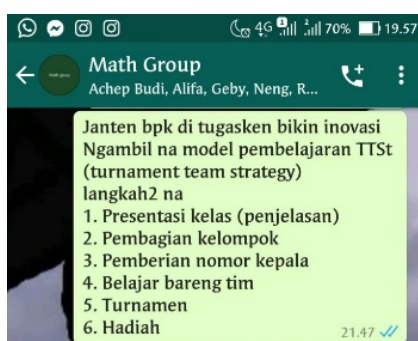 4G 70% 19.57
Math Group
Achep Budi, Alifa, Geby, Neng, R...
Janten bpk di tugasken bikin inovasi
Ngambil na model pembelajaran TTSt
(turnament team strategy)
langkah2 na
1. Presentasi kelas (penjelasan)
2. Pembagian kelompok
3. Pemberian nomor kepala
4. Belajar bareng tim
5. Turnamen
6. Hadiah
21.47